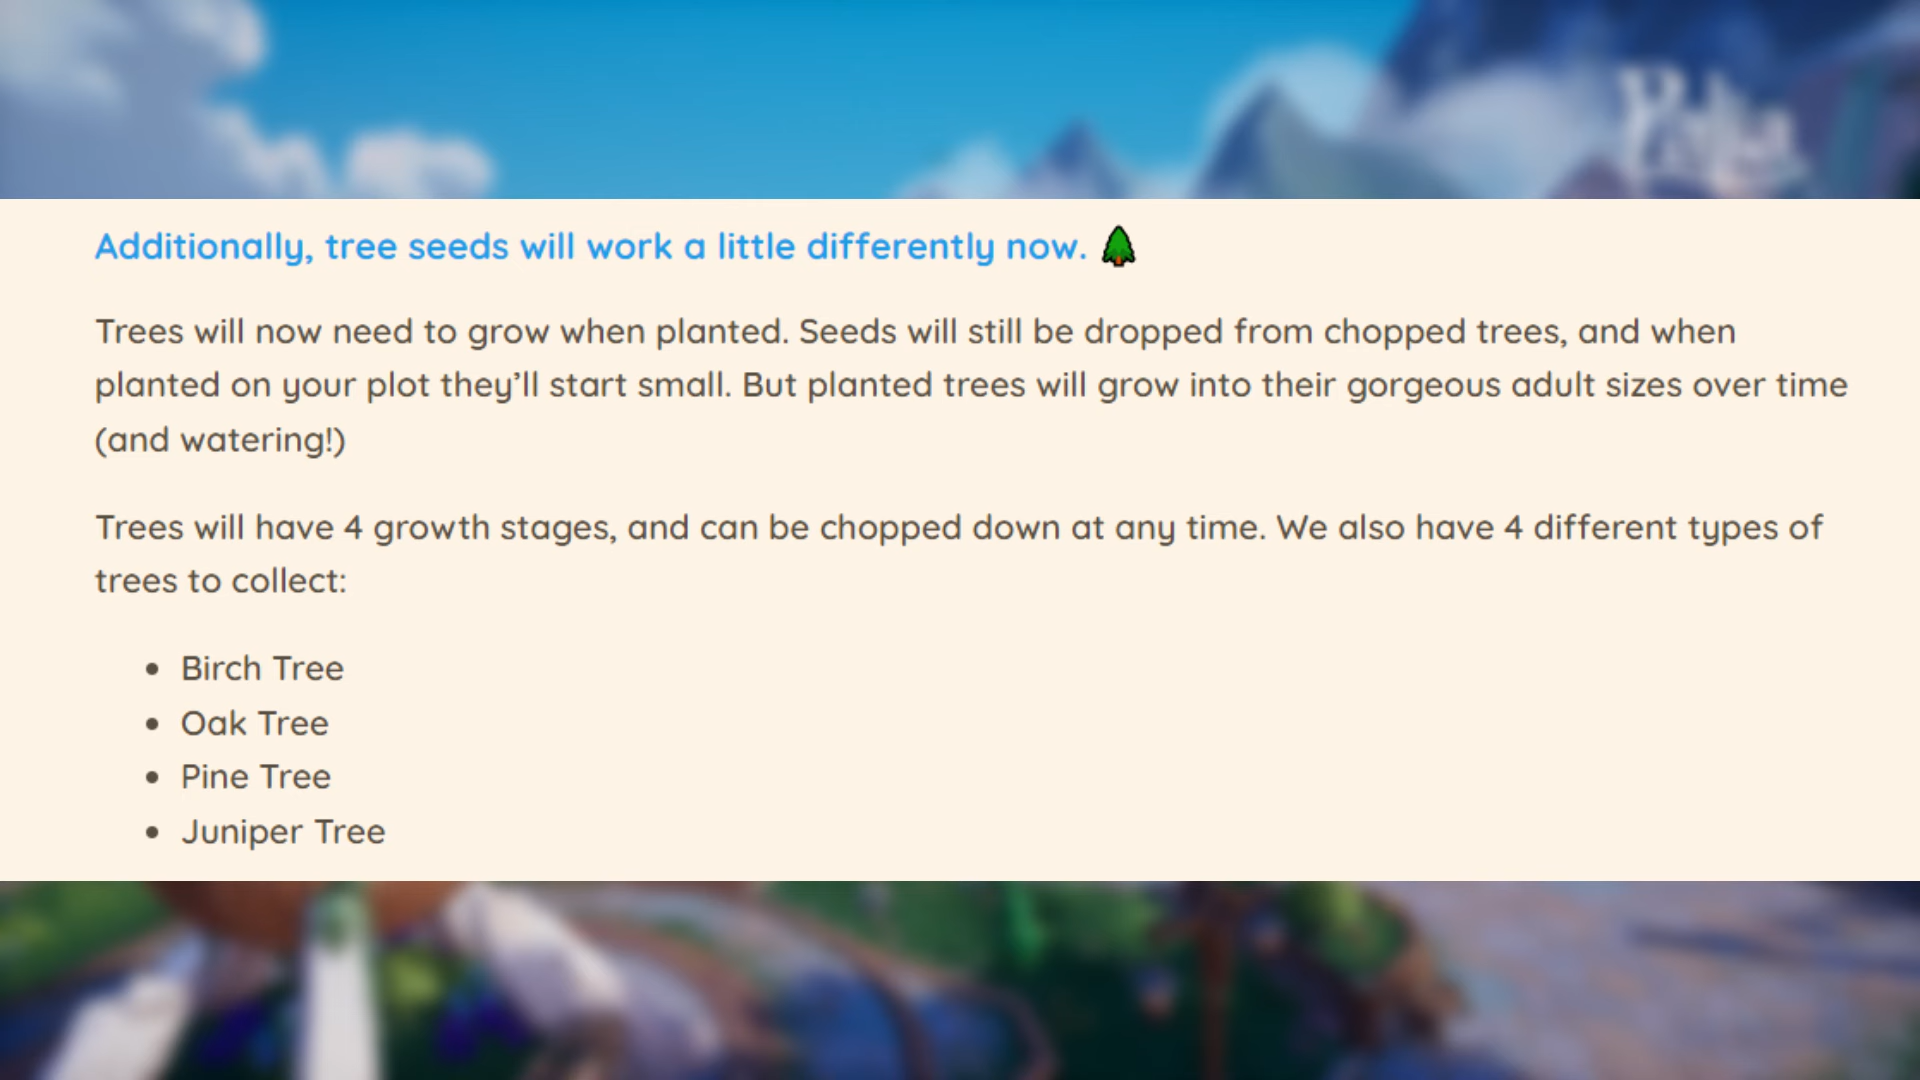 Palia
Additionally, tree seeds will work a little differently now. 🌲
Trees will now need to grow when planted. Seeds will still be dropped from chopped trees, and when
planted on your plot they’ll start small. But planted trees will grow into their gorgeous adult sizes over time
(and watering!)
Trees will have 4 growth stages, and can be chopped down at any time. We also have 4 different types of
trees to collect:
• Birch Tree
• Oak Tree
• Pine Tree
• Juniper Tree